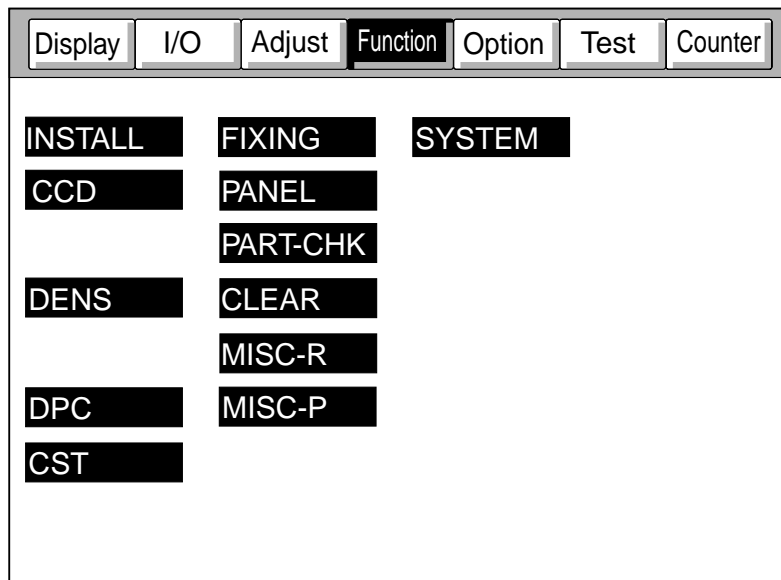 Display I/O Adjust Function Option Test Counter
INSTALL FIXING SYSTEM
CCD PANEL
PART-CHK
DENS CLEAR
MISC-R
DPC MISC-P
CST